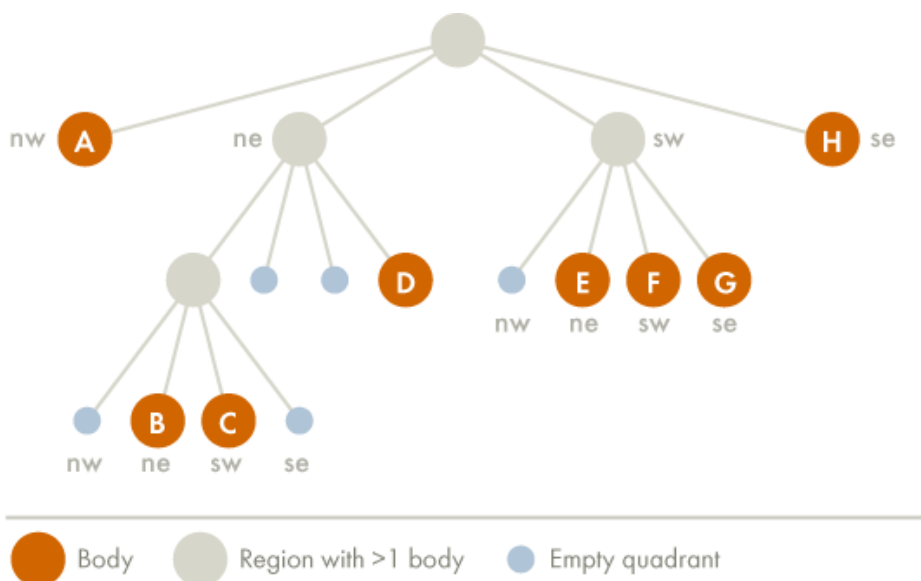 nw A ne sw H se
D E F G
nw ne sw se
B C
nw ne sw se
Body Region with >1 body Empty quadrant